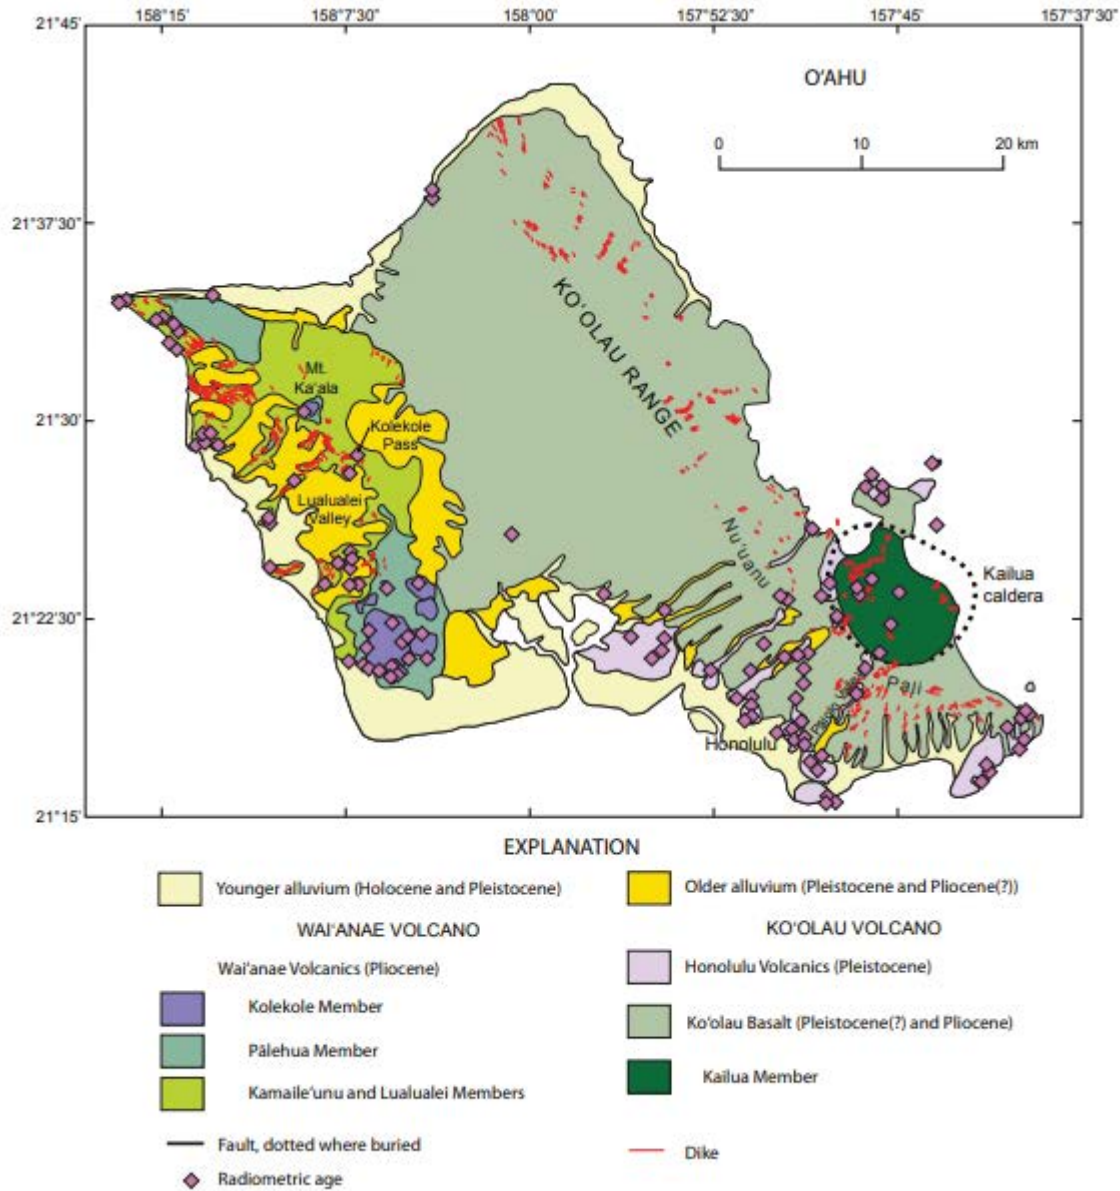 158°15' 158°7'30" 158°00' 157°52'30" 157°45' 157°37'30"
21°45'
O‘AHU
0 10 20 km
21°37'30"
KO‘OLAU RANGE
Mt.
Ka‘ala
21°30'
Kolekole
Pass
Lualualei
Valley
Nu‘uanu
Kailua
caldera
21°22'30"
Pali
Honolulu
21°15'
EXPLANATION
Younger alluvium (Holocene and Pleistocene)
Older alluvium (Pleistocene and Pliocene(?))
WAI‘ANAE VOLCANO
KO‘OLAU VOLCANO
Wai‘anae Volcanics (Pliocene)
Honolulu Volcanics (Pleistocene)
Kolekole Member
Ko‘olau Basalt (Pleistocene(?) and Pliocene)
Pālehua Member
Kailua Member
Kamaile‘unu and Lualualei Members
Fault, dotted where buried
Dike
Radiometric age